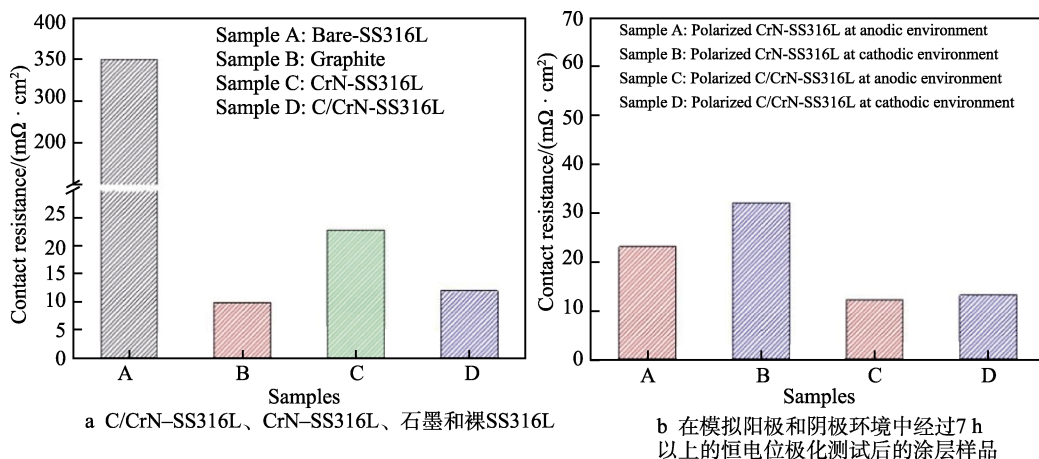 400
350
300
200
25
20
15
10
5
0
Contact resistance/(mΩ · cm²)
Sample A: Bare-SS316L
Sample B: Graphite
Sample C: CrN-SS316L
Sample D: C/CrN-SS316L
A B C D
Samples
a C/CrN–SS316L、CrN–SS316L、石墨和裸SS316L
70
60
50
40
30
20
10
0
Contact resistance/(mΩ · cm²)
Sample A: Polarized CrN-SS316L at anodic environment
Sample B: Polarized CrN-SS316L at cathodic environment
Sample C: Polarized C/CrN-SS316L at anodic environment
Sample D: Polarized C/CrN-SS316L at cathodic environment
A B C D
Samples
b 在模拟阳极和阴极环境中经过7 h
以上的恒电位极化测试后的涂层样品